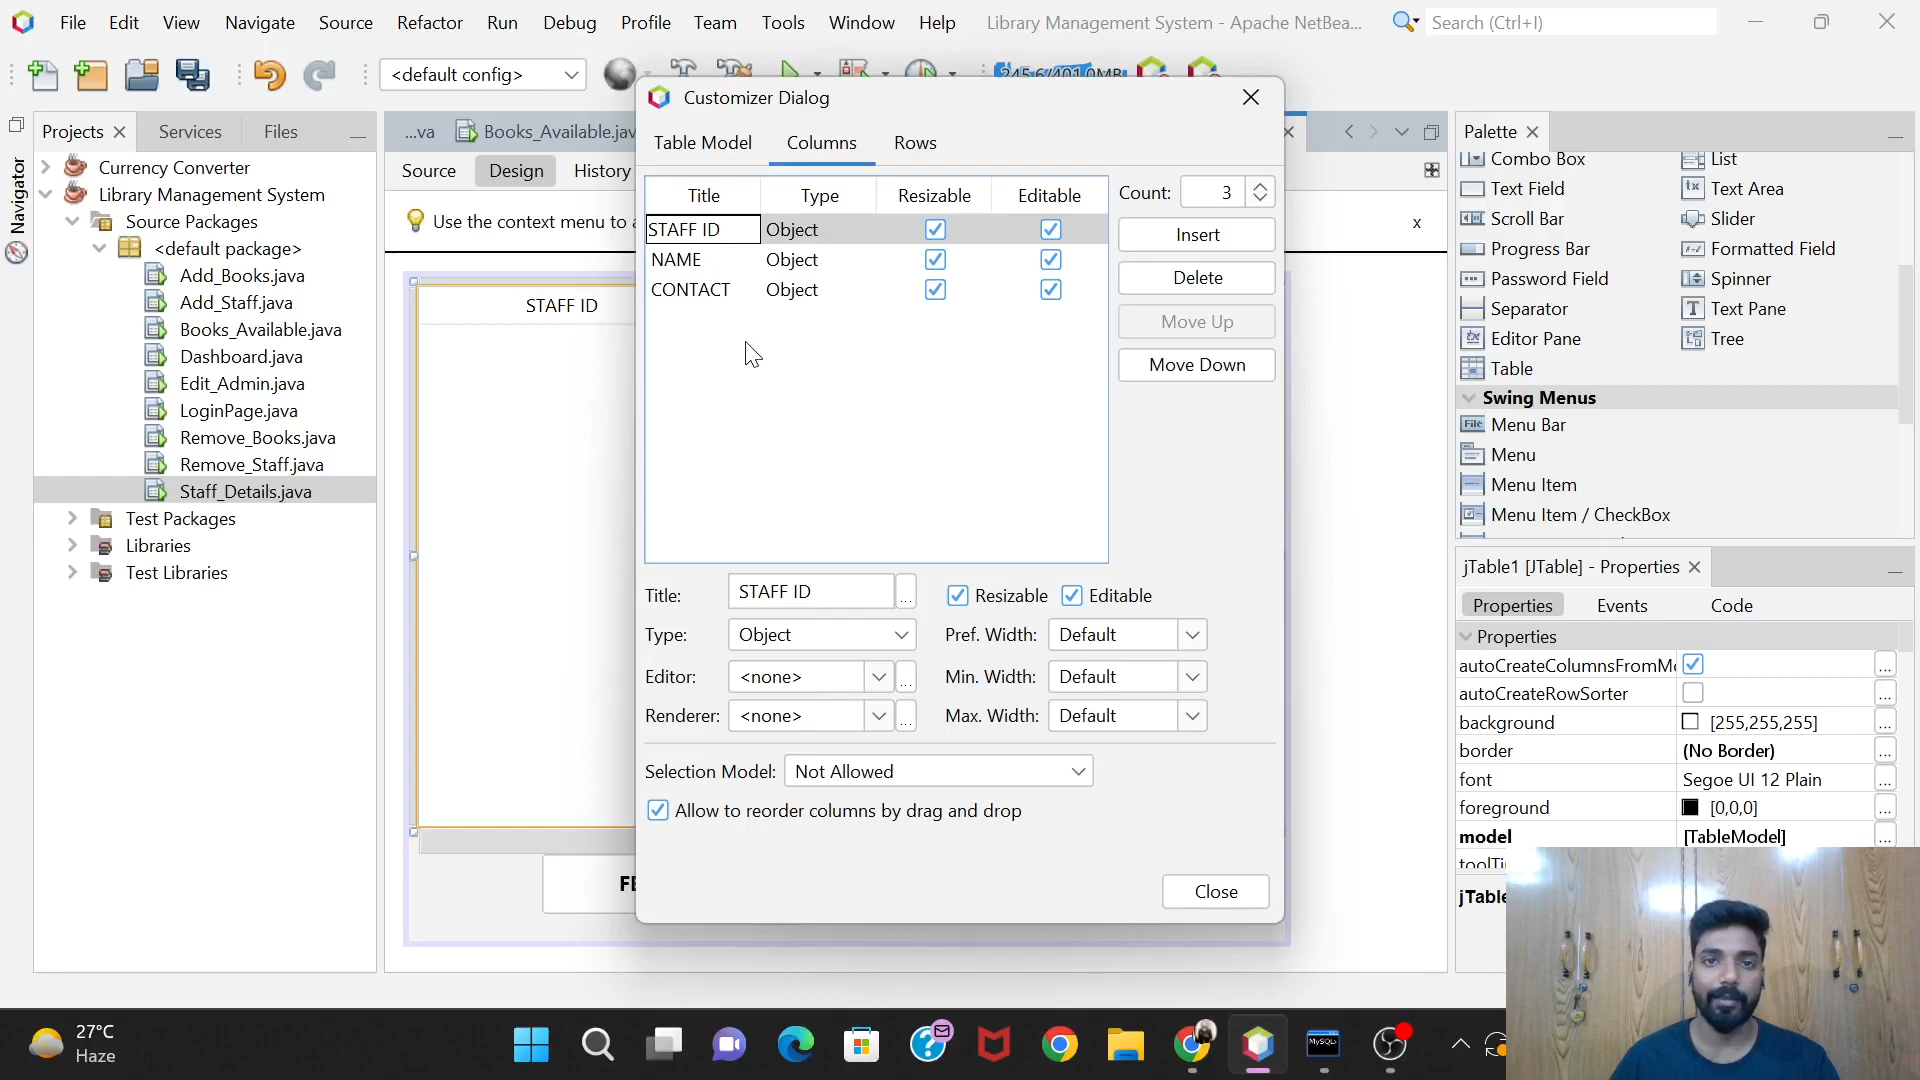 File Edit View Navigate Source Refactor Run Debug Profile Team Tools Window Help Library Management System - Apache NetBea... Search (Ctrl+I)
<default config>
Customizer Dialog
Projects Services Files
...va Books_Available.jav
Palette
Navigator
Table Model Columns Rows
Source Design History
Use the context menu to a
x
Currency Converter
Library Management System
Source Packages
<default package>
Add_Books.java
Add_Staff.java
Books_Available.java
Dashboard.java
Edit_Admin.java
LoginPage.java
Remove_Books.java
Remove_Staff.java
Staff_Details.java
Test Packages
Libraries
Test Libraries
STAFF ID
Title Type Resizable Editable
STAFF ID Object
NAME Object
CONTACT Object
Count: 3
Insert
Delete
Move Up
Move Down
Title: STAFF ID ... Resizable Editable
Type: Object Pref. Width: Default
Editor: <none> ... Min. Width: Default
Renderer: <none> ... Max. Width: Default
Selection Model: Not Allowed
Allow to reorder columns by drag and drop
Close
Combo Box List
Text Field Text Area
Scroll Bar Slider
Progress Bar Formatted Field
Password Field Spinner
Separator Text Pane
Editor Pane Tree
Table
Swing Menus
Menu Bar
Menu
Menu Item
Menu Item / CheckBox
jTable1 [JTable] - Properties
Properties Events Code
Properties
autoCreateColumnsFromMo ...
autoCreateRowSorter ...
background [255,255,255] ...
border (No Border) ...
font Segoe UI 12 Plain ...
foreground [0,0,0] ...
model [TableModel] ...
jTable
27°C
Haze
MySQL